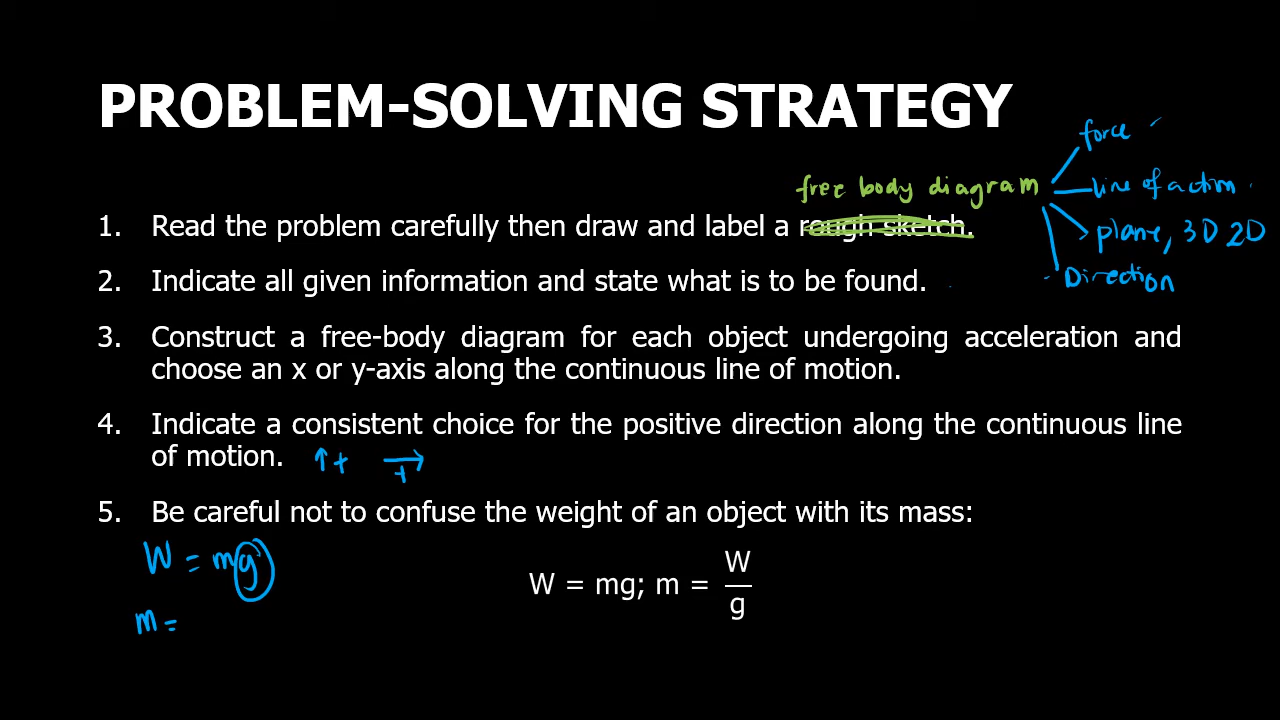 PROBLEM-SOLVING STRATEGY
force
free body diagram
line of action
1. Read the problem carefully then draw and label a rough sketch.
plane, 3D 2D
Direction
2. Indicate all given information and state what is to be found.
3. Construct a free-body diagram for each object undergoing acceleration and
choose an x or y-axis along the continuous line of motion.
4. Indicate a consistent choice for the positive direction along the continuous line
of motion. ↑+ →+
5. Be careful not to confuse the weight of an object with its mass:
W = mg
W = mg; m = W/g
m =